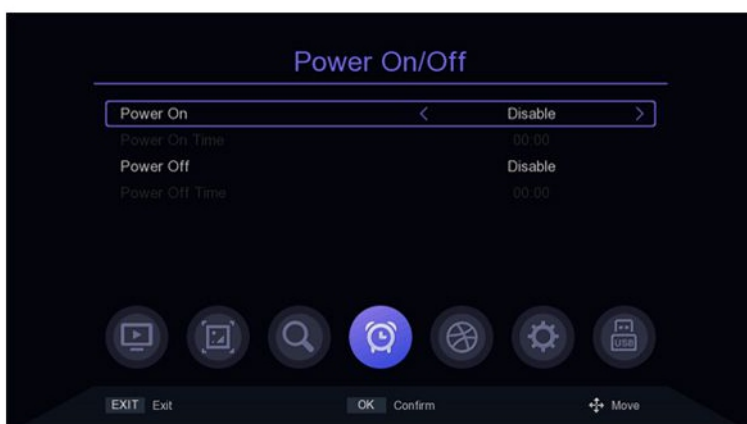 Power On/Off
Power On < Disable >
Power On Time 00:00
Power Off Disable
Power Off Time 00:00
USB
EXIT Exit OK Confirm Move